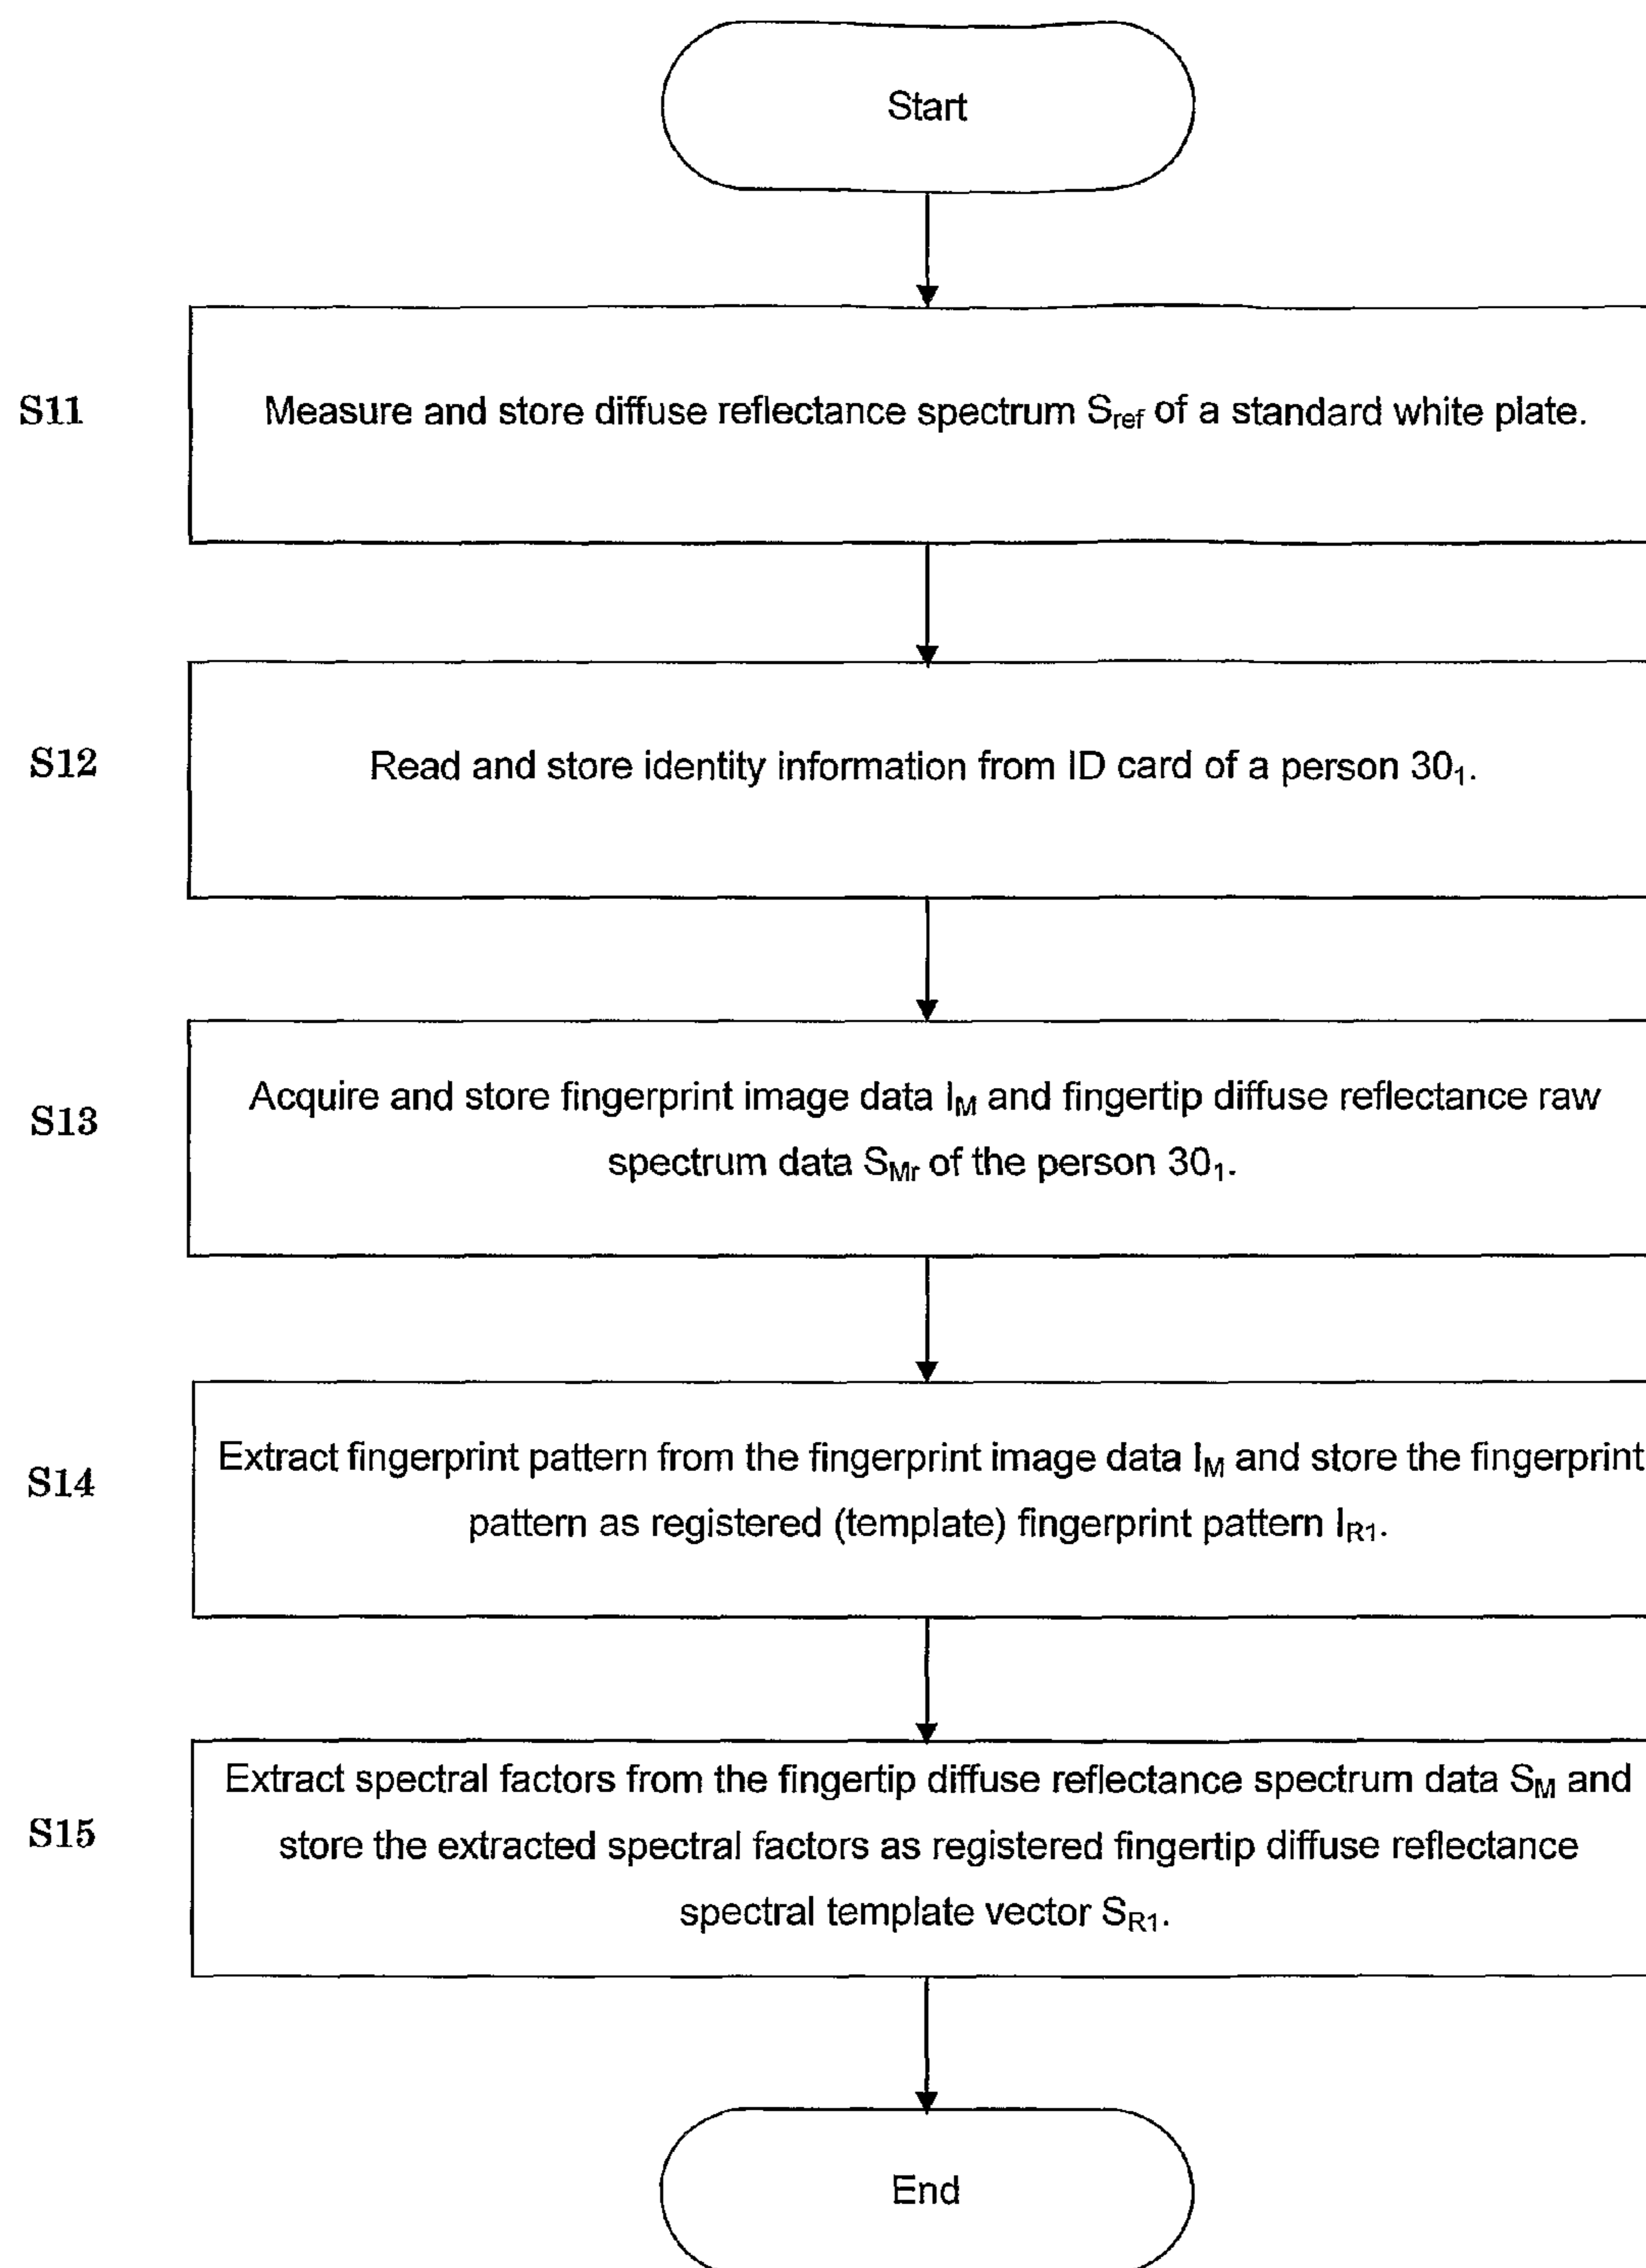 Start
S11
Measure and store diffuse reflectance spectrum Sref of a standard white plate.
S12
Read and store identity information from ID card of a person 301.
S13
Acquire and store fingerprint image data IM and fingertip diffuse reflectance raw
spectrum data SMr of the person 301.
S14
Extract fingerprint pattern from the fingerprint image data IM and store the fingerprint
pattern as registered (template) fingerprint pattern IR1.
S15
Extract spectral factors from the fingertip diffuse reflectance spectrum data SM and
store the extracted spectral factors as registered fingertip diffuse reflectance
spectral template vector SR1.
End